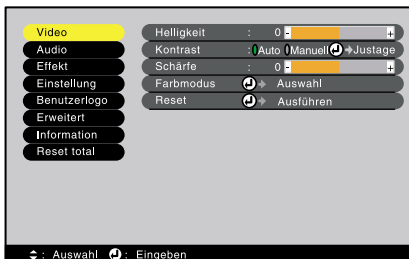 Video
Audio
Effekt
Einstellung
Benutzerlogo
Erweitert
Information
Reset total
Helligkeit : 0 - +
Kontrast : Auto Manuell Justage
Schärfe : 0 - +
Farbmodus Auswahl
Reset Ausführen
: Auswahl : Eingeben